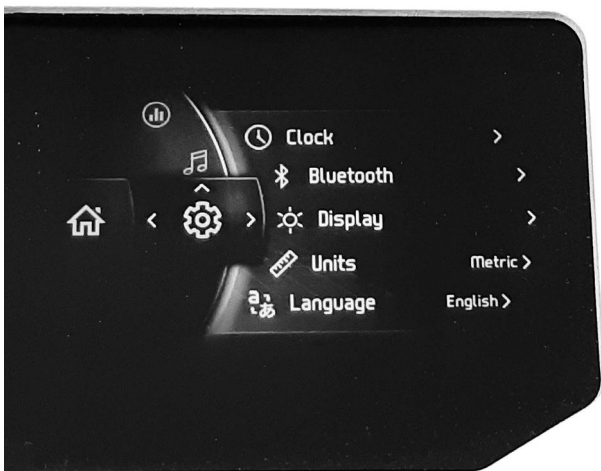 Clock
Bluetooth
Display
Units Metric
Language English